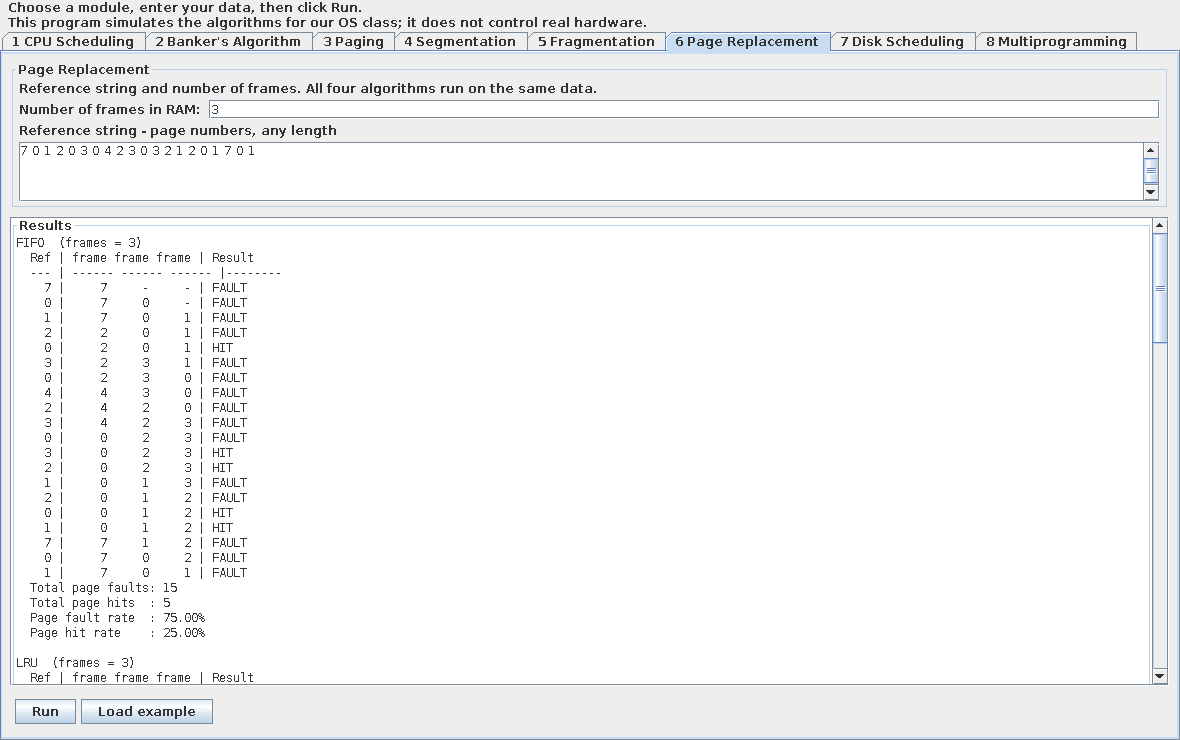 Choose a module, enter your data, then click Run.
This program simulates the algorithms for our OS class; it does not control real hardware.
1 CPU Scheduling 2 Banker's Algorithm 3 Paging 4 Segmentation 5 Fragmentation 6 Page Replacement 7 Disk Scheduling 8 Multiprogramming
Page Replacement
Reference string and number of frames. All four algorithms run on the same data.
Number of frames in RAM: 3
Reference string - page numbers, any length
7 0 1 2 0 3 0 4 2 3 0 3 2 1 2 0 1 7 0 1
Results
FIFO  (frames = 3)
  Ref | frame frame frame | Result
  --- | ------ ------ ------ |--------
    7 |     7     -     - | FAULT
    0 |     7     0     - | FAULT
    1 |     7     0     1 | FAULT
    2 |     2     0     1 | FAULT
    0 |     2     0     1 | HIT
    3 |     2     3     1 | FAULT
    0 |     2     3     0 | FAULT
    4 |     4     3     0 | FAULT
    2 |     4     2     0 | FAULT
    3 |     4     2     3 | FAULT
    0 |     0     2     3 | FAULT
    3 |     0     2     3 | HIT
    2 |     0     2     3 | HIT
    1 |     0     1     3 | FAULT
    2 |     0     1     2 | FAULT
    0 |     0     1     2 | HIT
    1 |     0     1     2 | HIT
    7 |     7     1     2 | FAULT
    0 |     7     0     2 | FAULT
    1 |     7     0     1 | FAULT
  Total page faults: 15
  Total page hits  : 5
  Page fault rate  : 75.00%
  Page hit rate    : 25.00%
LRU  (frames = 3)
  Ref | frame frame frame | Result
Run Load example